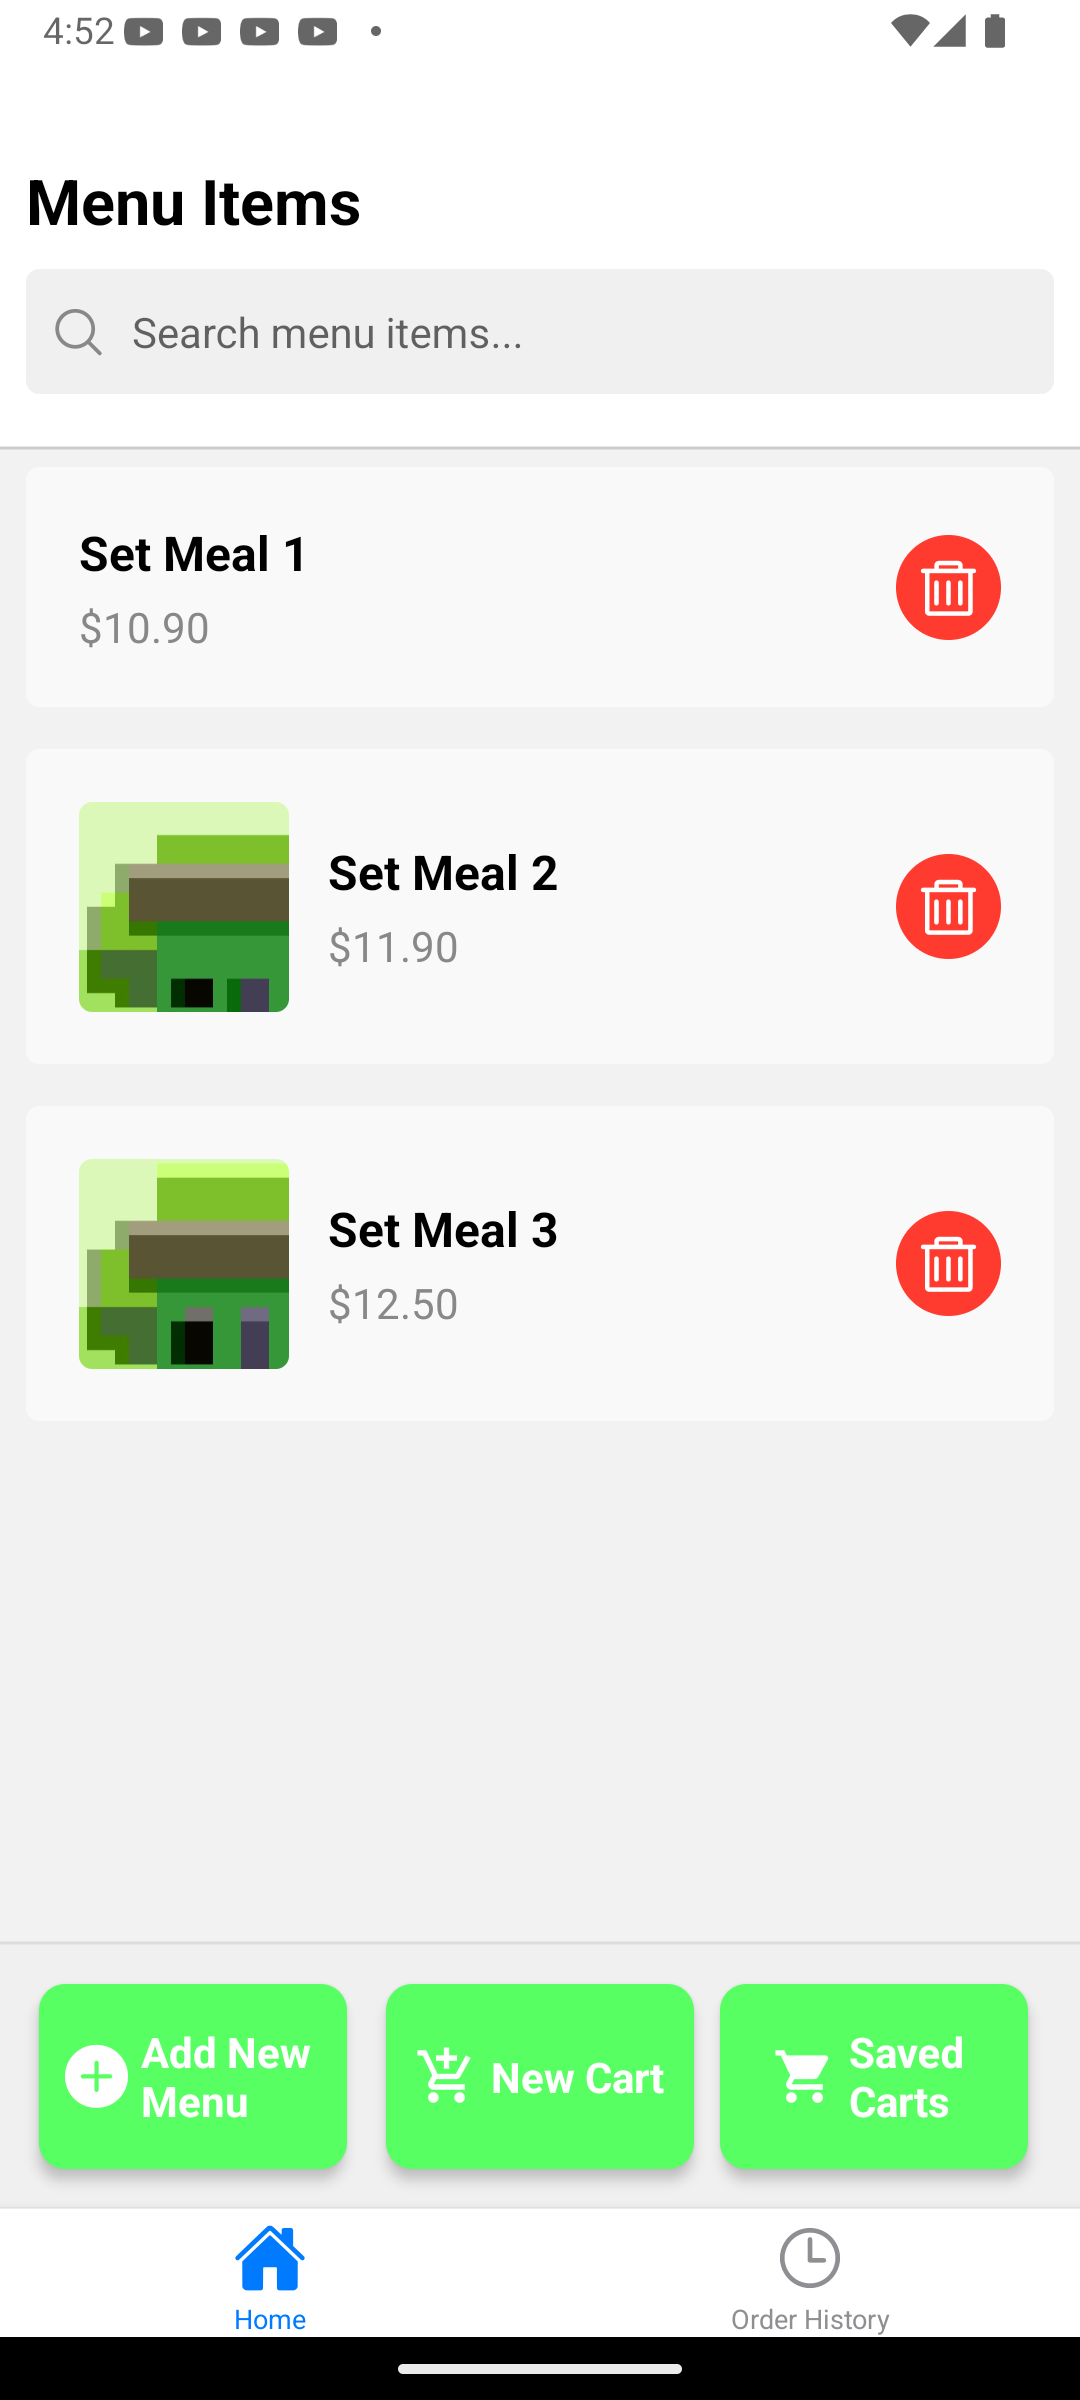 4:52
Menu Items
Search menu items...
Set Meal 1
$10.90
Set Meal 2
$11.90
Set Meal 3
$12.50
Add New
Menu
New Cart
Saved
Carts
Home
Order History